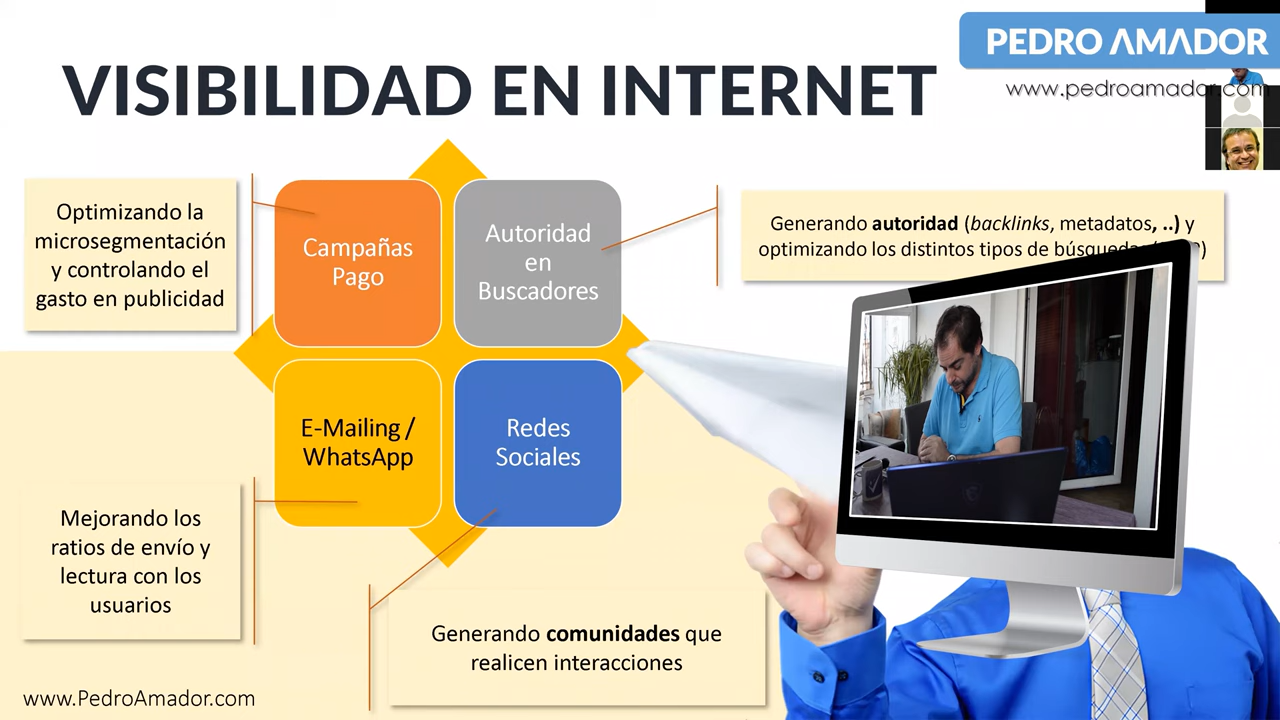 PEDRO AMADOR
www.pedroamador.com
VISIBILIDAD EN INTERNET
Optimizando la
microsegmentación
y controlando el
gasto en publicidad
Campañas
Pago
Autoridad
en
Buscadores
Generando autoridad (backlinks, metadatos, ..) y
optimizando los distintos tipos de
E-Mailing /
WhatsApp
Redes
Sociales
Mejorando los
ratios de envío y
lectura con los
usuarios
Generando comunidades que
realicen interacciones
www.PedroAmador.com